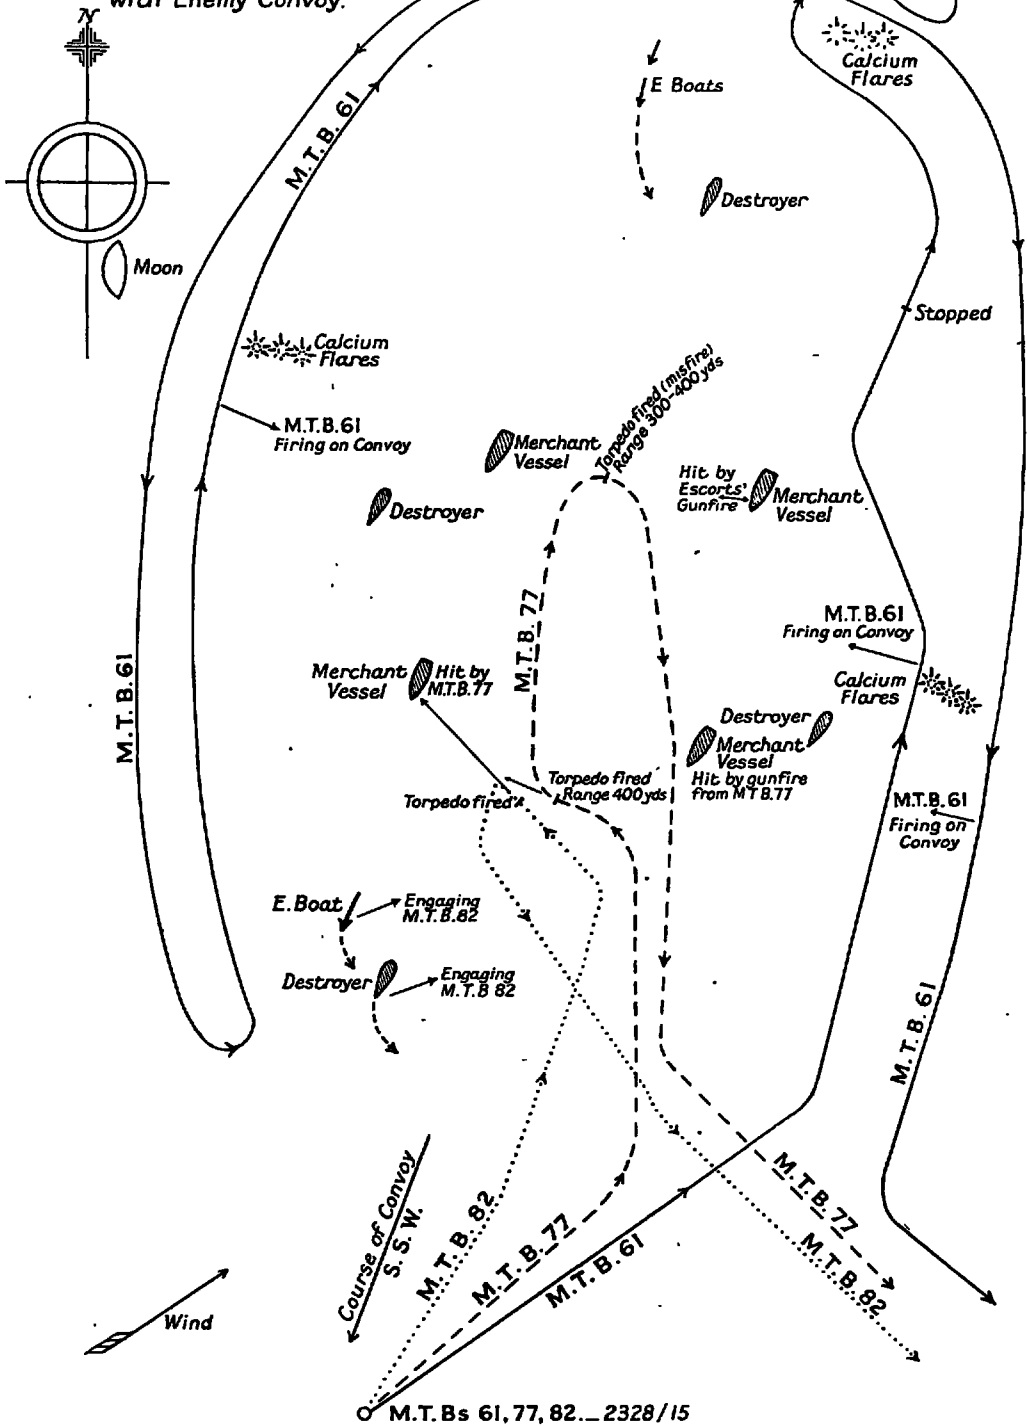 with Enemy Convoy.
N
Calcium
Flares
E Boats
M.T.B. 61
Destroyer
Moon
Stopped
Calcium
Flares
Torpedo fired (misfire)
Range 300-400yds
M.T.B.61
Firing on Convoy
Merchant
Vessel
Hit by
Escorts'
Gunfire
Merchant
Vessel
Destroyer
M.T.B. 77
M.T.B.61
Firing on Convoy
M.T.B. 61
Merchant
Vessel
Hit by
M.T.B.77
Calcium
Flares
Destroyer
Merchant
Vessel
Hit by gunfire
from MTB.77
Torpedo fired
Range 400yds
Torpedo fired
M.T.B.61
Firing on
Convoy
E.Boat
Engaging
M.T.B.82
Destroyer
Engaging
M.T.B 82
M.T.B. 61
Course of Convoy
S. S. W.
M.T.B. 82
M.T.B. 77
M.T.B. 61
M.T.B. 77
M.T.B. 82
Wind
M.T.Bs 61, 77, 82._2328/15